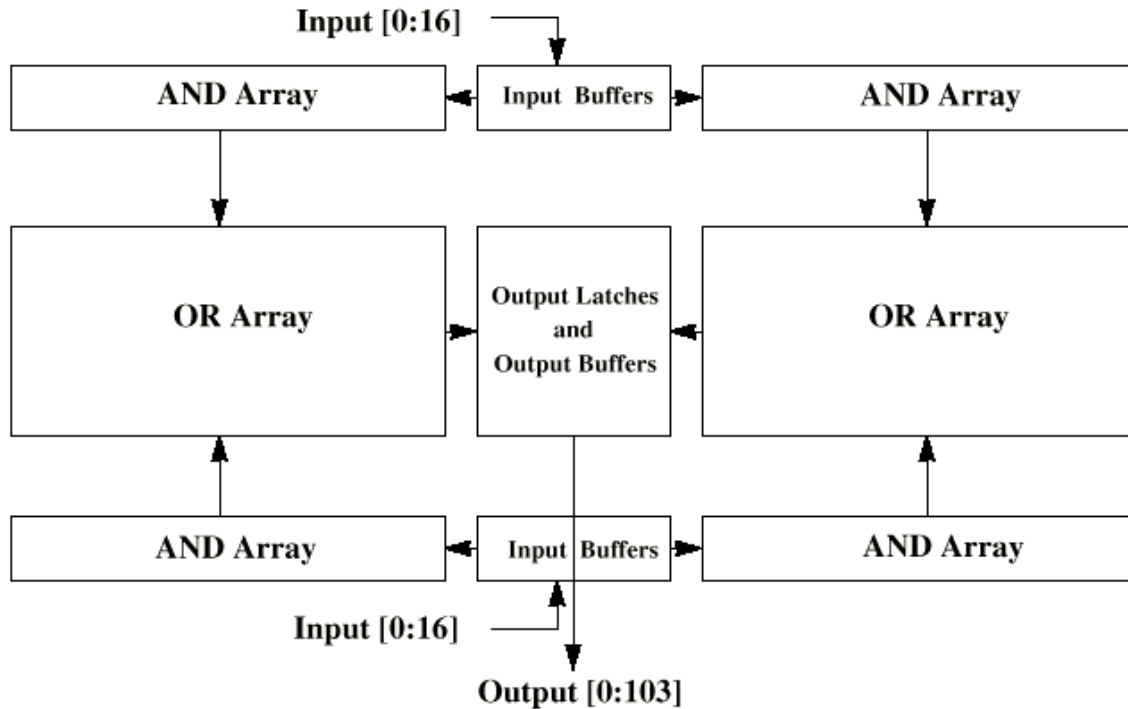 Input [0:16]
AND Array
Input Buffers
AND Array
OR Array
Output Latches
and
Output Buffers
OR Array
AND Array
Input Buffers
AND Array
Input [0:16]
Output [0:103]